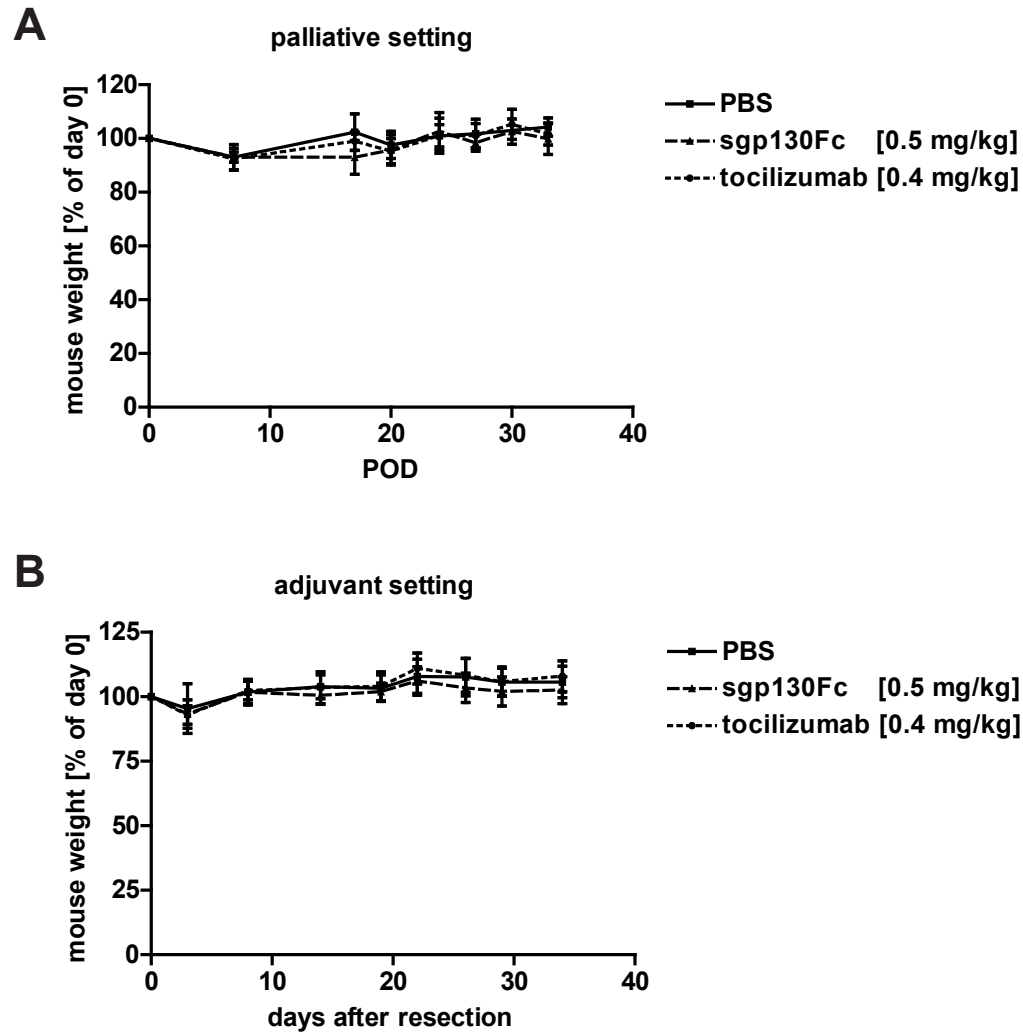 A
palliative setting
120
100
80
60
40
20
0
mouse weight [% of day 0]
0 10 20 30 40
POD
PBS
sgp130Fc [0.5 mg/kg]
tocilizumab [0.4 mg/kg]
B
adjuvant setting
125
100
75
50
25
0
mouse weight [% of day 0]
0 10 20 30 40
days after resection
PBS
sgp130Fc [0.5 mg/kg]
tocilizumab [0.4 mg/kg]